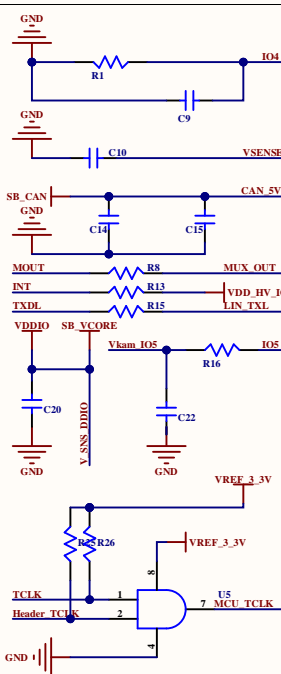 GND
IO4
R1
C9
GND
C10
VSENSE
SB_CAN
CAN_5V
GND
C14
C15
MOUT
R8
MUX_OUT
INT
R13
VDD_HV_IO
TXDL
R15
LIN_TXL
VDDIO
SB_VCORE
Vkam_IO5
IO5
R16
C20
V_SNS_DDIO
C22
GND
GND
VREF_3_3V
R26
VREF_3_3V
8
TCLK
1
U5
7
MCU_TCLK
Header_TCLK
2
4
GND